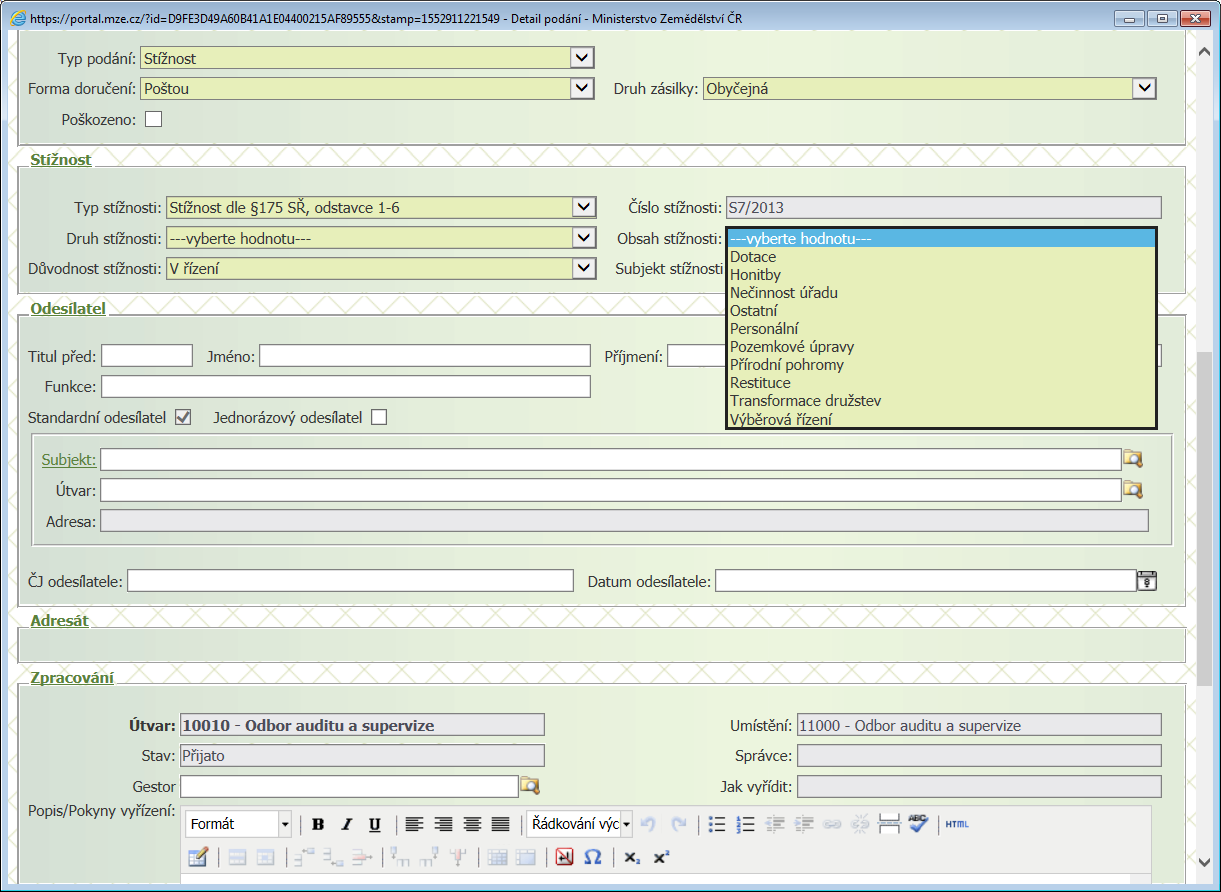 https://portal.mze.cz/?id=D9FE3D49A60B41A1E04400215AF89555&stamp=1552911221549 - Detail podání - Ministerstvo Zemědělství ČR
Typ podání: Stížnost
Forma doručení: Poštou Druh zásilky: Obyčejná
Poškozeno:
Stížnost
Typ stížnosti: Stížnost dle §175 SŘ, odstavce 1-6 Číslo stížnosti: S7/2013
Druh stížnosti: ---vyberte hodnotu--- Obsah stížnosti: ---vyberte hodnotu---
Dotace
Důvodnost stížnosti: V řízení Subjekt stížnosti
Honitby
Nečinnost úřadu
Ostatní
Personální
Pozemkové úpravy
Přírodní pohromy
Restituce
Transformace družstev
Výběrová řízení
Odesílatel
Titul před: Jméno: Příjmení:
Funkce:
Standardní odesílatel Jednorázový odesílatel
Subjekt:
Útvar:
Adresa:
ČJ odesílatele: Datum odesílatele:
Adresát
Zpracování
Útvar: 10010 - Odbor auditu a supervize Umístění: 11000 - Odbor auditu a supervize
Stav: Přijato Správce:
Gestor Jak vyřídit:
Popis/Pokyny vyřízení:
Formát B I U Řádkování výc ABC HTML
Ω x₂ x²